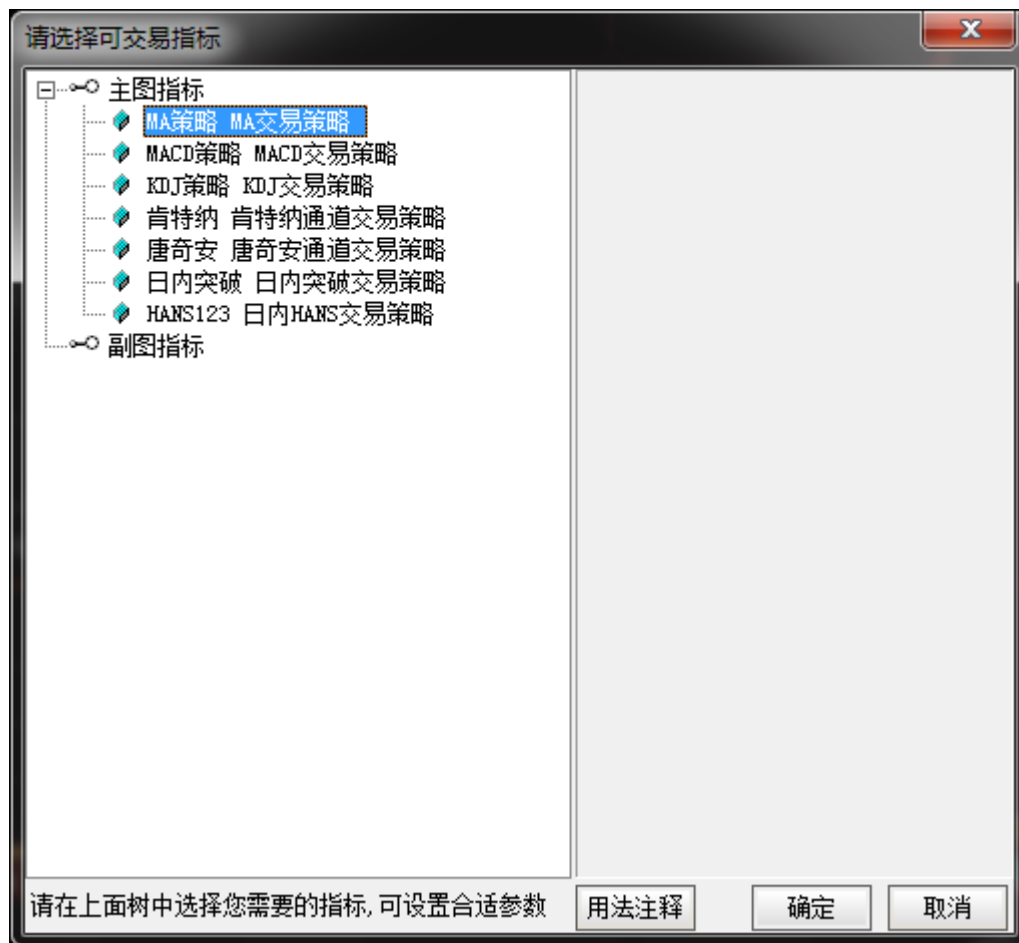 请选择可交易指标
主图指标
MA策略 MA交易策略
MACD策略 MACD交易策略
KDJ策略 KDJ交易策略
肯特纳 肯特纳通道交易策略
唐奇安 唐奇安通道交易策略
日内突破 日内突破交易策略
HANS123 日内HANS交易策略
副图指标
请在上面树中选择您需要的指标,可设置合适参数
用法注释
确定
取消